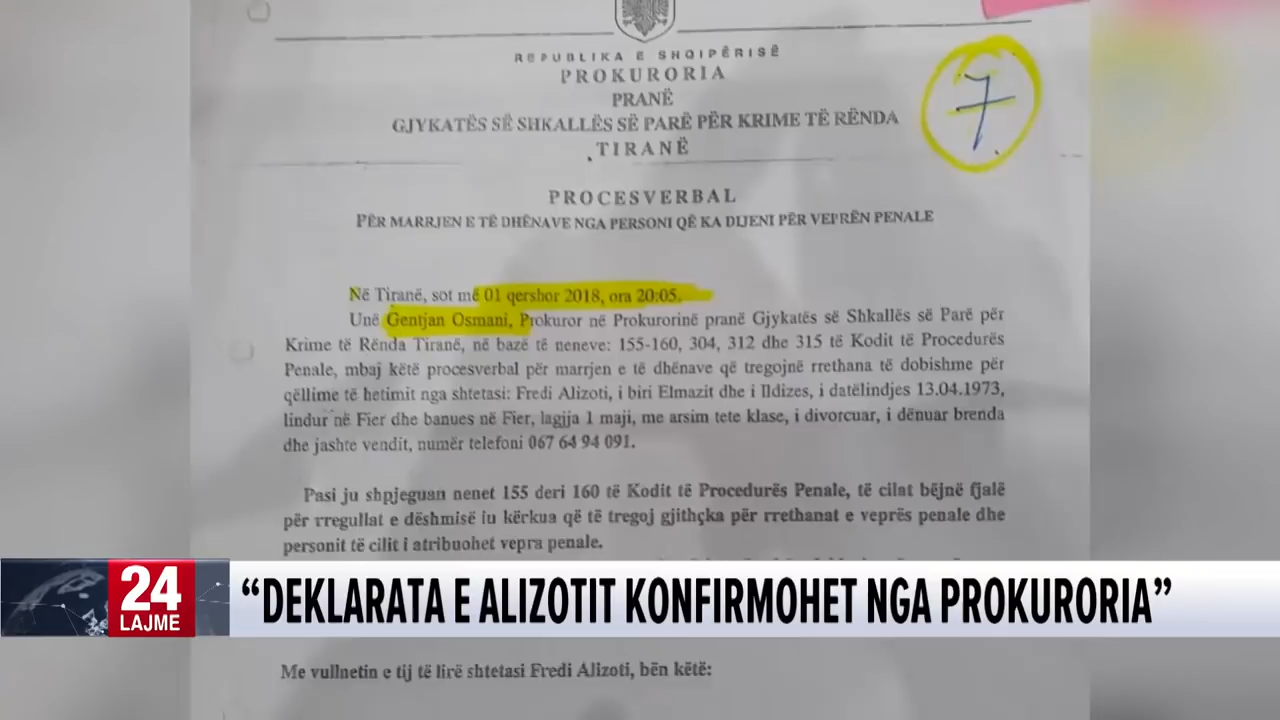 REPUBLIKA E SHQIPËRISË
PROKURORIA
PRANË
GJYKATËS SË SHKALLËS SË PARË PËR KRIME TË RËNDA
TIRANË
7
PROCESVERBAL
PËR MARRJEN E TË DHËNAVE NGA PERSONI QË KA DIJENI PËR VEPRËN PENALE
Në Tiranë, sot më 01 qershor 2018, ora 20:05.
Unë Gentjan Osmani, Prokuror në Prokurorinë pranë Gjykatës së Shkallës së Parë për
Krime të Rënda Tiranë, në bazë të neneve: 155-160, 304, 312 dhe 315 të Kodit të Procedurës
Penale, mbaj këtë procesverbal për marrjen e të dhënave që tregojnë rrethana të dobishme për
qëllime të hetimit nga shtetasi: Fredi Alizoti, i biri Elmazit dhe i Ildizes, i datëlindjes 13.04.1973,
lindur në Fier dhe banues në Fier, lagjja 1 maji, me arsim tete klase, i divorcuar, i dënuar brenda
dhe jashte vendit, numër telefoni 067 64 94 091.
Pasi ju shpjeguan nenet 155 deri 160 të Kodit të Procedurës Penale, të cilat bëjnë fjalë
për rregullat e dëshmisë iu kërkua që të tregoj gjithçka për rrethanat e veprës penale dhe
personit të cilit i atribuohet vepra penale.
24
LAJME
“DEKLARATA E ALIZOTIT KONFIRMOHET NGA PROKURORIA”
Me vullnetin e tij të lirë shtetasi Fredi Alizoti, bën këtë: